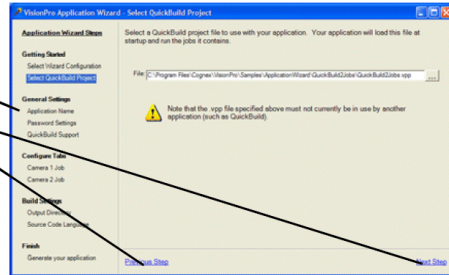 VisionPro Application Wizard - Select QuickBuild Project
Application Wizard Steps
Getting Started
Select Wizard Configuration
Select QuickBuild Project
General Settings
Application Name
Password Settings
QuickBuild Support
Configure Tabs
Camera 1 Job
Camera 2 Job
Build Settings
Output Directory
Source Code Language
Finish
Generate your application
Select a QuickBuild project file to use with your application. Your application will load this file at
startup and run the jobs it contains.
File: C:\Program Files\Cognex\VisionPro\Samples\ApplicationWizard\QuickBuild2Jobs\QuickBuild2Jobs.vpp
...
Note that the .vpp file specified above must not currently be in use by another
application (such as QuickBuild).
Previous Step
Next Step